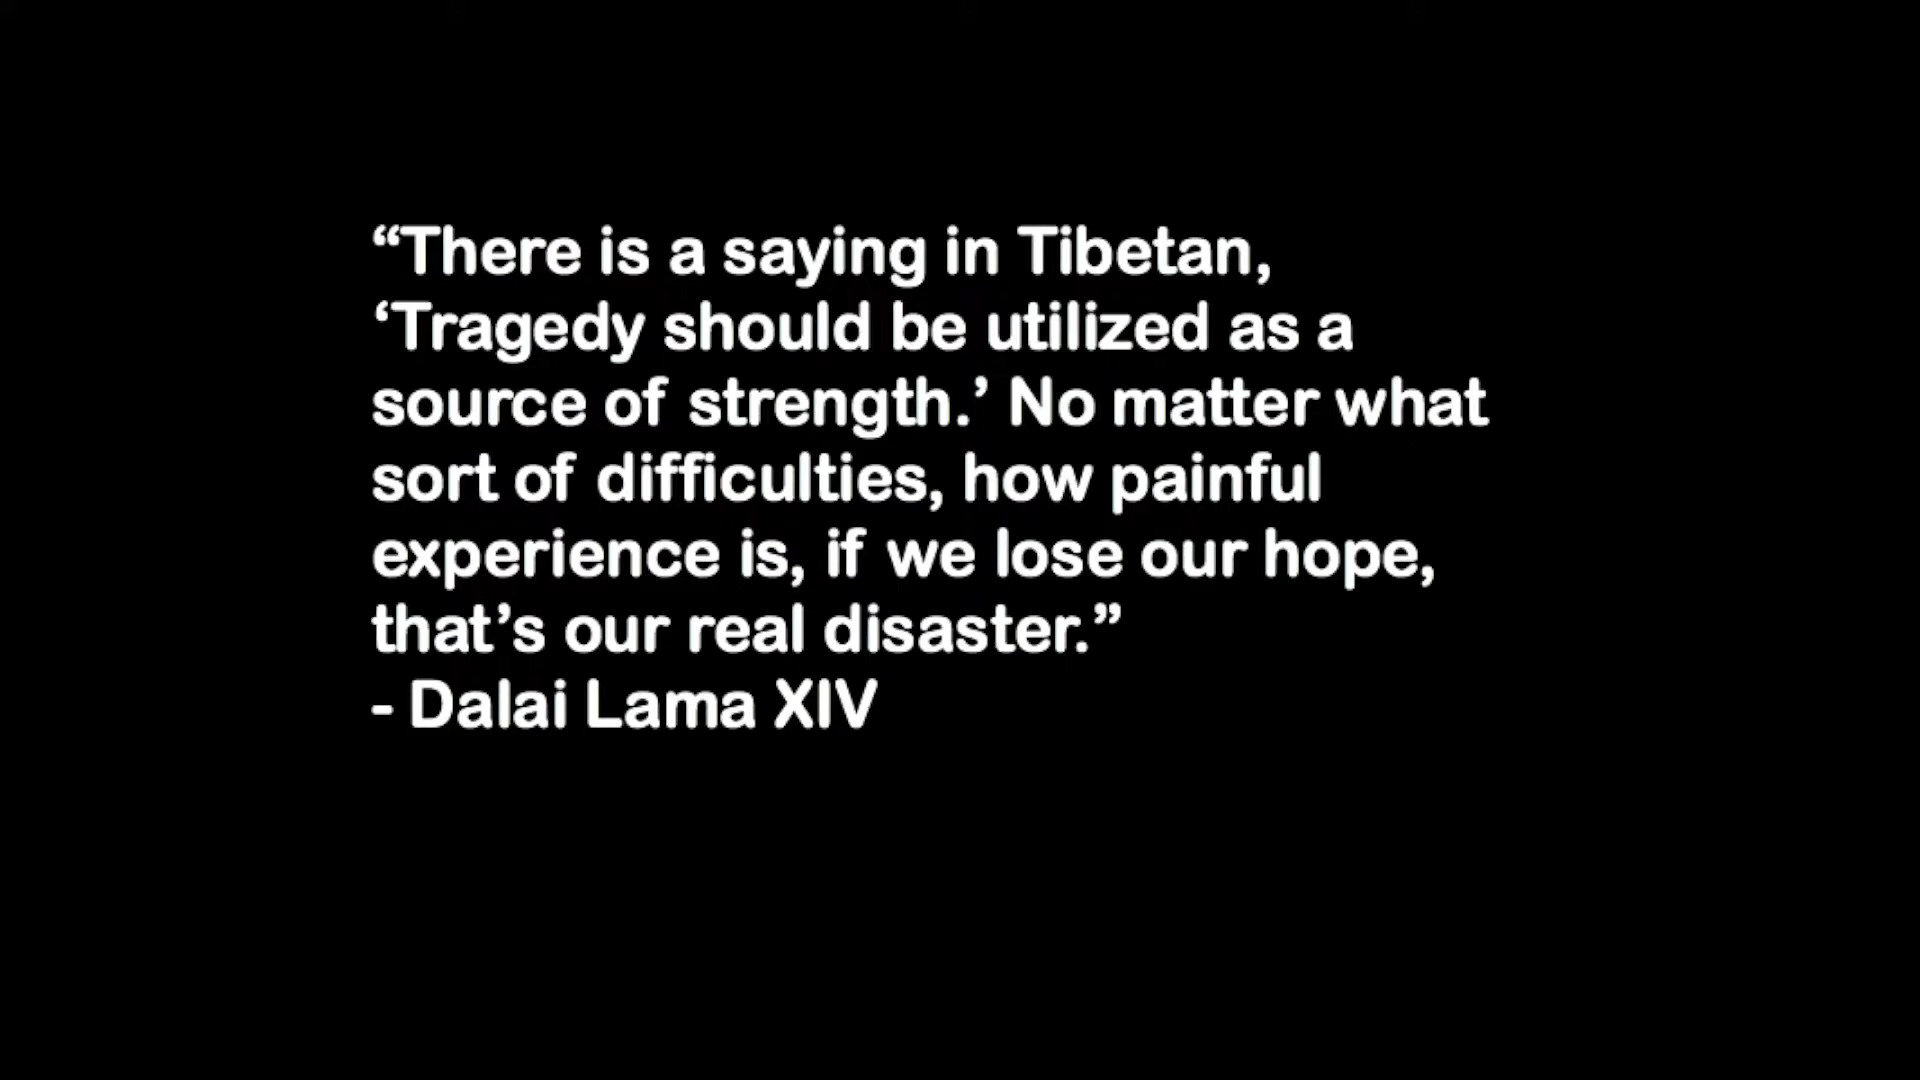 “There is a saying in Tibetan,
‘Tragedy should be utilized as a
source of strength.’ No matter what
sort of difficulties, how painful
experience is, if we lose our hope,
that’s our real disaster.”
- Dalai Lama XIV